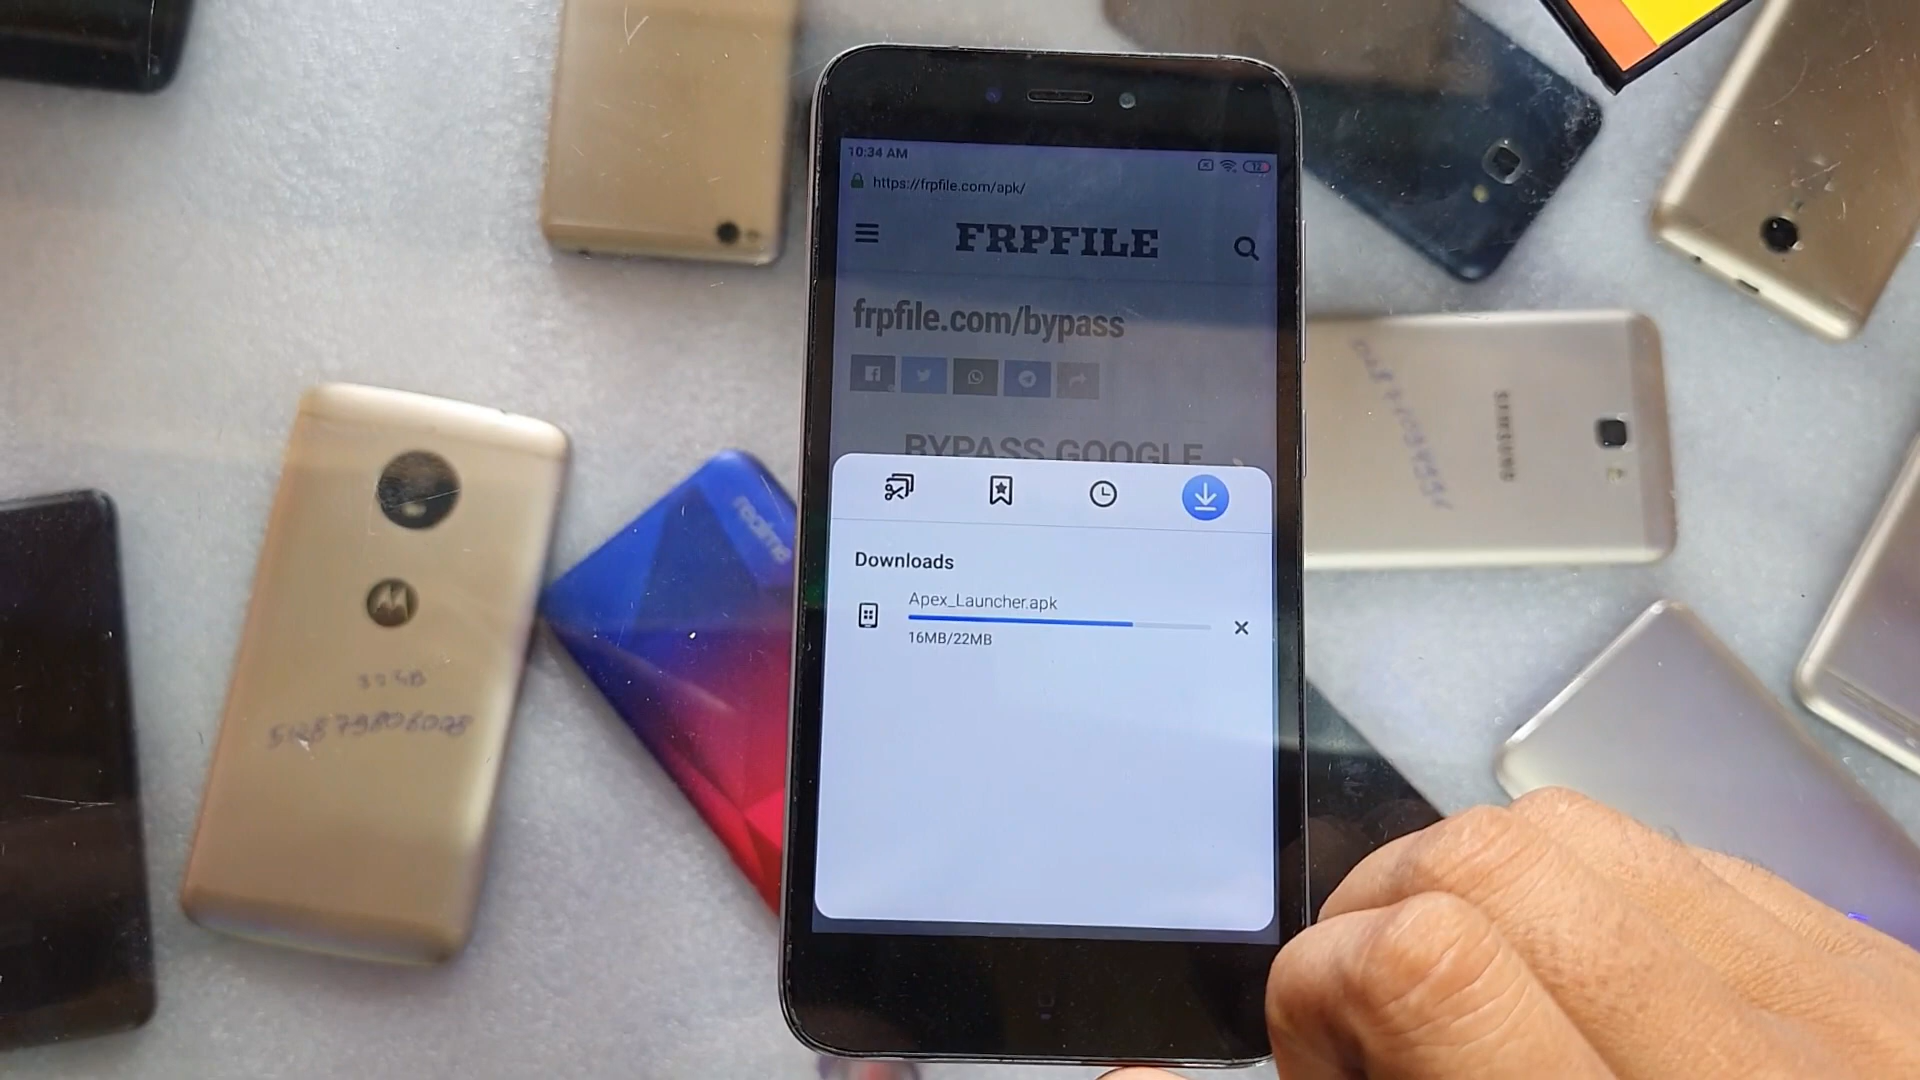 10:34 AM
12
https://frpfile.com/apk/
FRPFILE
frpfile.com/bypass
BYPASS GOOGLE
Downloads
Apex_Launcher.apk
16MB/22MB
realme
SAMSUNG